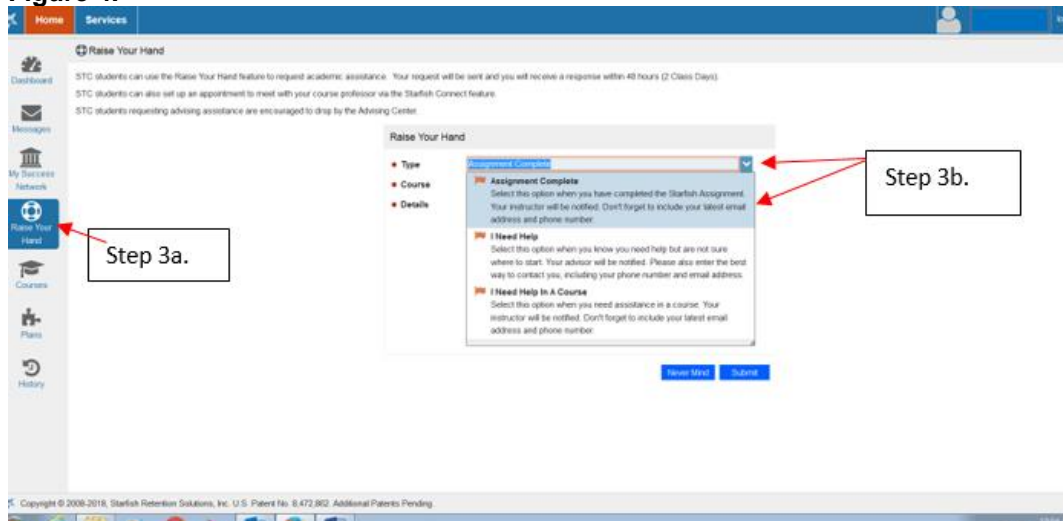 Home Services
Raise Your Hand
Dashboard
STC students can use the Raise Your Hand feature to request academic assistance. Your request will be sent and you will receive a response within 48 hours (2 Class Days).
STC students can also set up an appointment to meet with your course professor via the Starfish Connect feature.
STC students requesting advising assistance are encouraged to drop by the Advising Center.
Messages
My Success
Network
Raise Your
Hand
Courses
Plans
History
Step 3a.
Raise Your Hand
Type
Assignment Complete
Course
Details
Assignment Complete
Select this option when you have completed the Starfish Assignment.
Your instructor will be notified. Don't forget to include your latest email
address and phone number.
I Need Help
Select this option when you know you need help but are not sure
where to start. Your advisor will be notified. Please also enter the best
way to contact you, including your phone number and email address.
I Need Help In A Course
Select this option when you need assistance in a course. Your
instructor will be notified. Don't forget to include your latest email
address and phone number.
Step 3b.
Never Mind Submit
Copyright © 2008-2018, Starfish Retention Solutions, Inc. U.S. Patent No. 8,472,862. Additional Patents Pending.